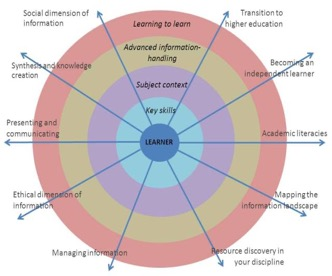 Social dimension of
information
Transition to
higher education
Learning to learn
Advanced information-
handling
Synthesis and knowledge
creation
Becoming an
independent learner
Subject context
Key skills
Presenting and
communicating
LEARNER
Academic literacies
Ethical dimension of
information
Mapping the
information landscape
Managing information
Resource discovery in
your discipline